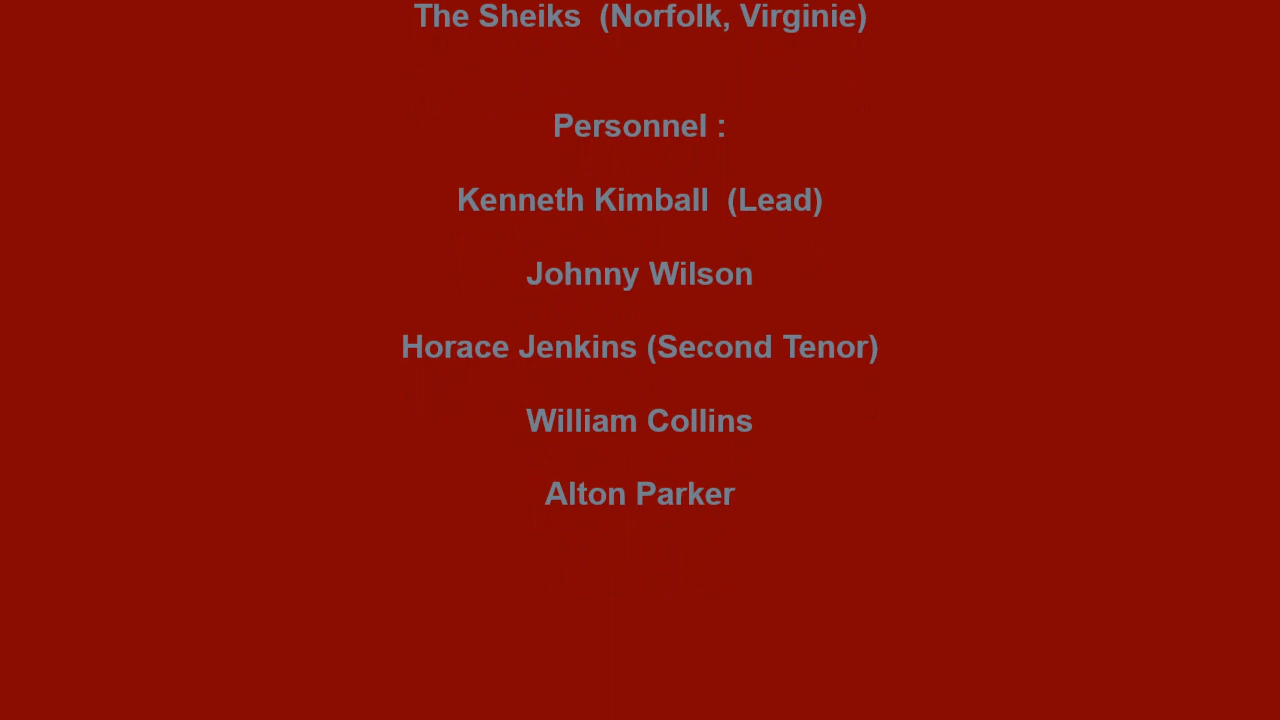 The Sheiks  (Norfolk, Virginie)
Personnel :
Kenneth Kimball  (Lead)
Johnny Wilson
Horace Jenkins (Second Tenor)
William Collins
Alton Parker